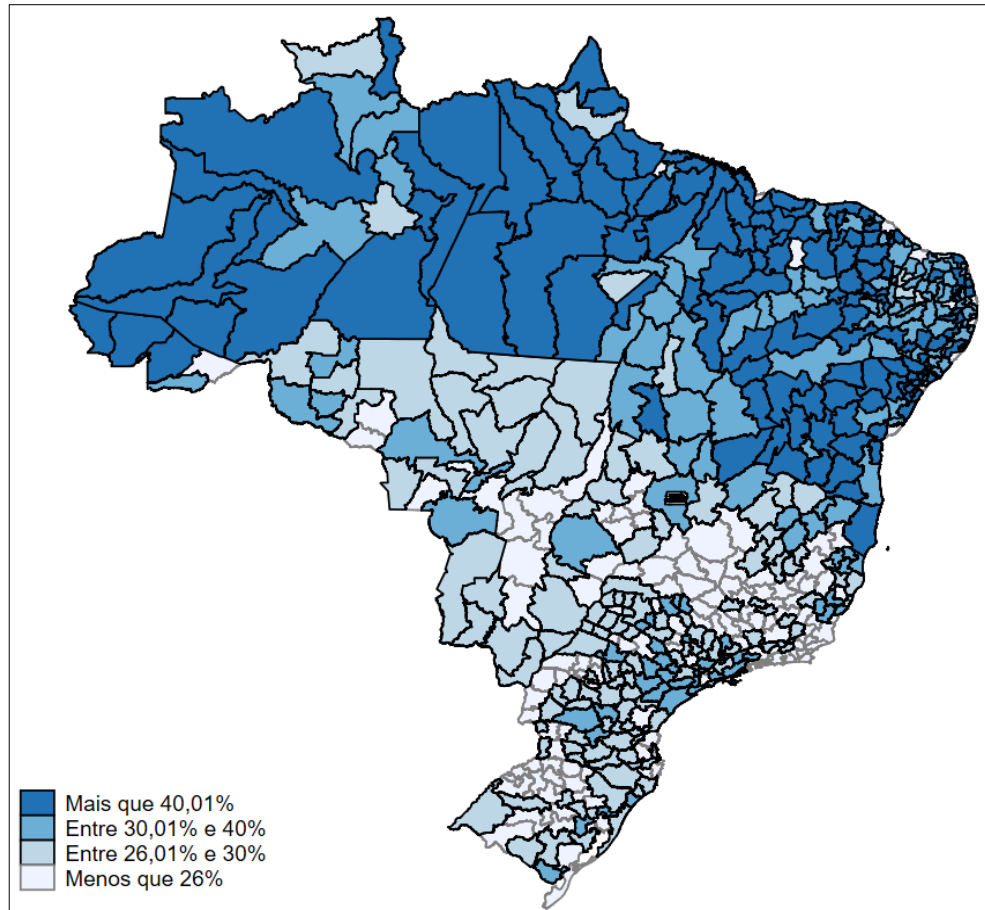 Mais que 40,01%
Entre 30,01% e 40%
Entre 26,01% e 30%
Menos que 26%